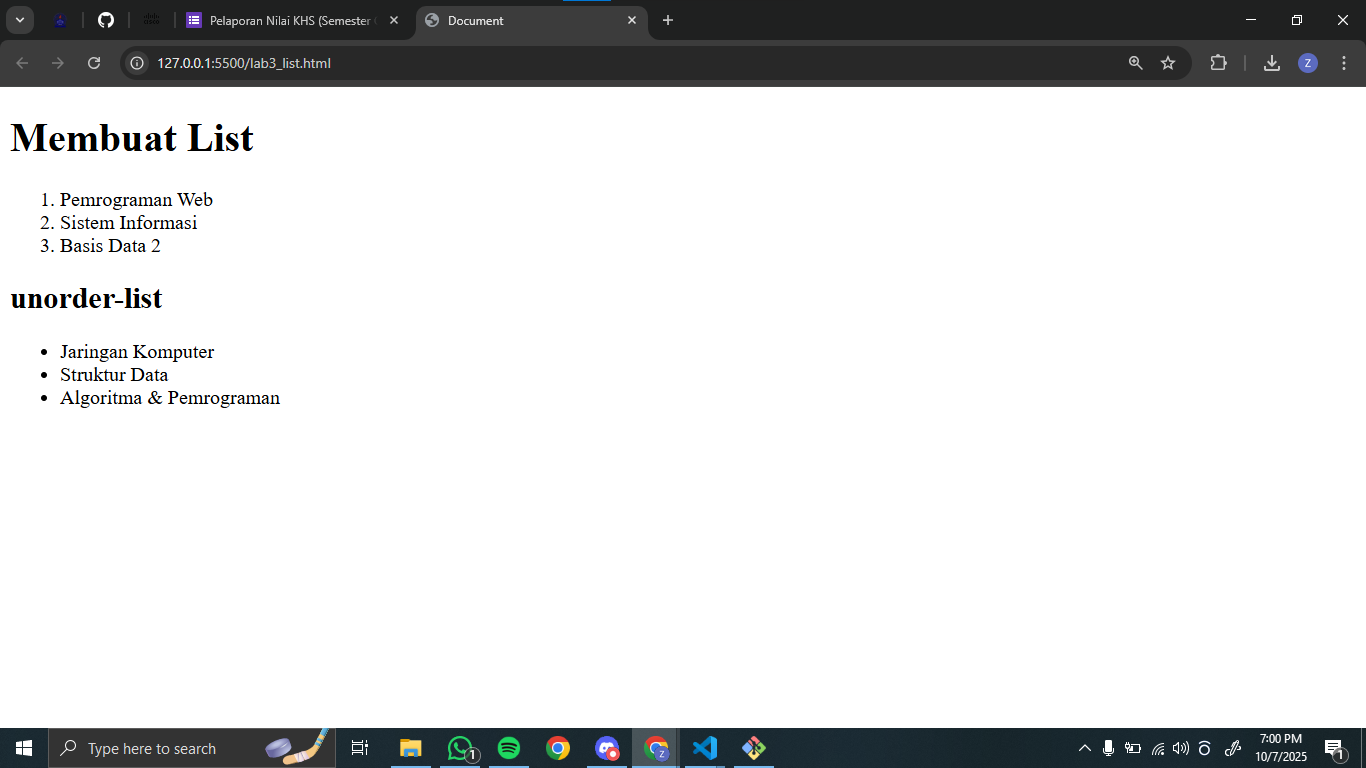 Pelaporan Nilai KHS (Semester
Document
127.0.0.1:5500/lab3_list.html
Z
Membuat List
1. Pemrograman Web
2. Sistem Informasi
3. Basis Data 2
unorder-list
• Jaringan Komputer
• Struktur Data
• Algoritma & Pemrograman
Type here to search
1
Z
7:00 PM
10/7/2025
1